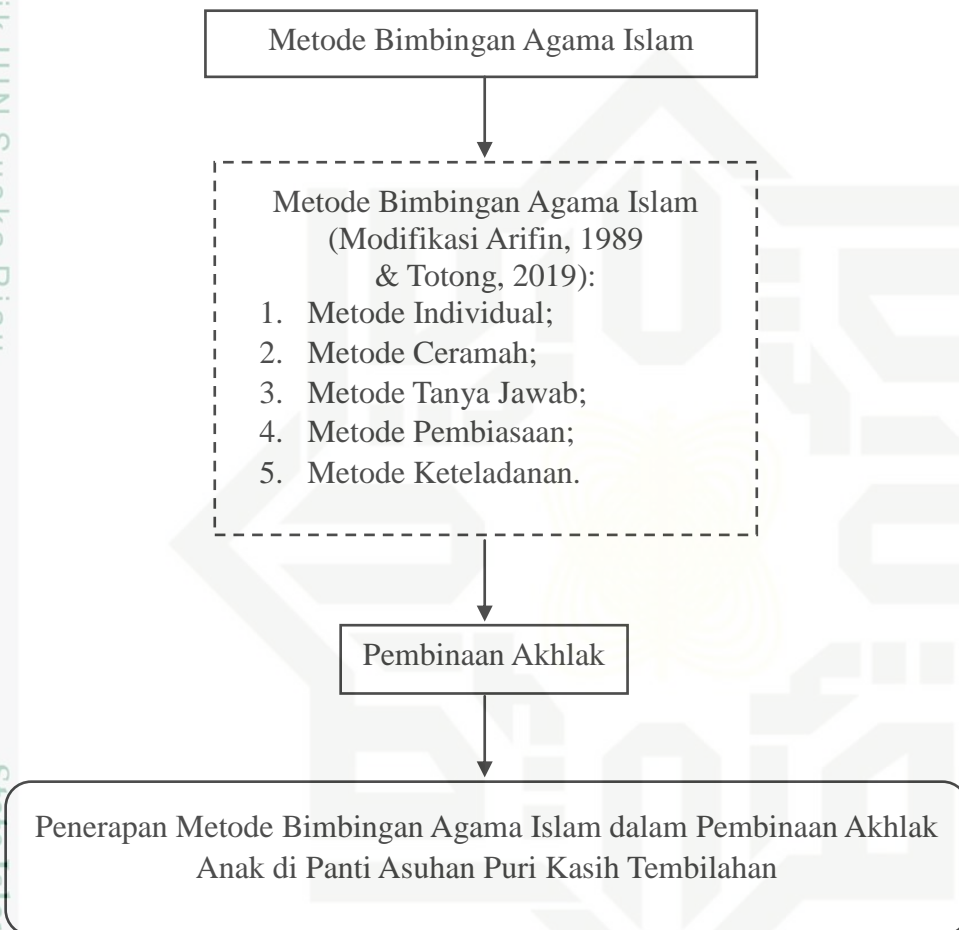 Metode Bimbingan Agama Islam
Metode Bimbingan Agama Islam
(Modifikasi Arifin, 1989
& Totong, 2019):
1. Metode Individual;
2. Metode Ceramah;
3. Metode Tanya Jawab;
4. Metode Pembiasaan;
5. Metode Keteladanan.
Pembinaan Akhlak
Penerapan Metode Bimbingan Agama Islam dalam Pembinaan Akhlak
Anak di Panti Asuhan Puri Kasih Tembilahan